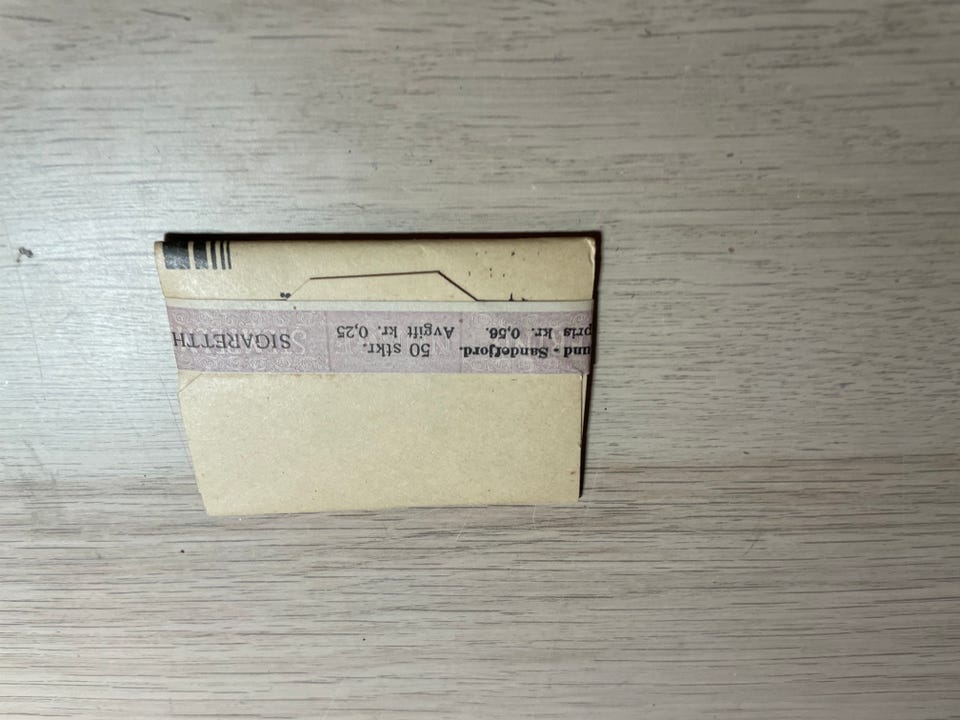 und - Sandefjord.
pris kr. 0,56.
50 stkr.
Avgift kr. 0,25
SIGARETTH